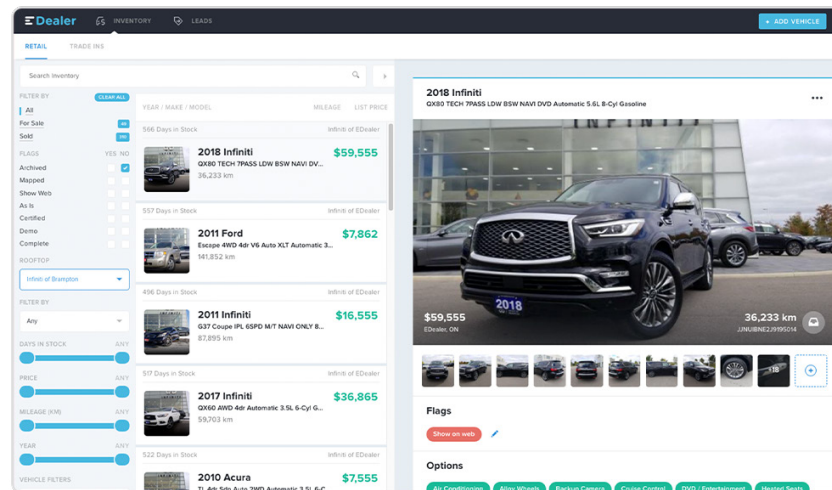 EDealer
INVENTORY
LEADS
+ ADD VEHICLE
RETAIL
TRADE INS
Search Inventory
FILTER BY
CLEAR ALL
All
For Sale
Sold
FLAGS YES NO
Archived
Mapped
Show Web
As Is
Certified
Demo
Complete
ROOFTOP
Infiniti of Brampton
FILTER BY
Any
DAYS IN STOCK ANY
PRICE ANY
MILEAGE (KM) ANY
YEAR ANY
VEHICLE FILTERS
YEAR / MAKE / MODEL MILEAGE LIST PRICE
566 Days in Stock Infiniti of EDealer
2018 Infiniti $59,555
QX80 TECH 7PASS LDW BSW NAVI DV...
36,233 km
557 Days in Stock Infiniti of EDealer
2011 Ford $7,862
Escape 4WD 4dr V6 Auto XLT Automatic 3...
141,852 km
496 Days in Stock Infiniti of EDealer
2011 Infiniti $16,555
G37 Coupe IPL 6SPD M/T NAVI ONLY 8...
87,895 km
517 Days in Stock Infiniti of EDealer
2017 Infiniti $36,865
QX60 AWD 4dr Automatic 3.5L 6-Cyl G...
59,703 km
522 Days in Stock Infiniti of EDealer
2010 Acura $7,555
TL 4dr Sdn Auto 2WD Automatic 3.5L 6-C
2018 Infiniti
QX80 TECH 7PASS LDW BSW NAVI DVD Automatic 5.6L 8-Cyl Gasoline
INFINITI
2018
$59,555
EDealer, ON
36,233 km
+18
Flags
Show on web
Options
Air Conditioning
Alloy Wheels
Backup Camera
Cruise Control
DVD / Entertainment
Heated Seats